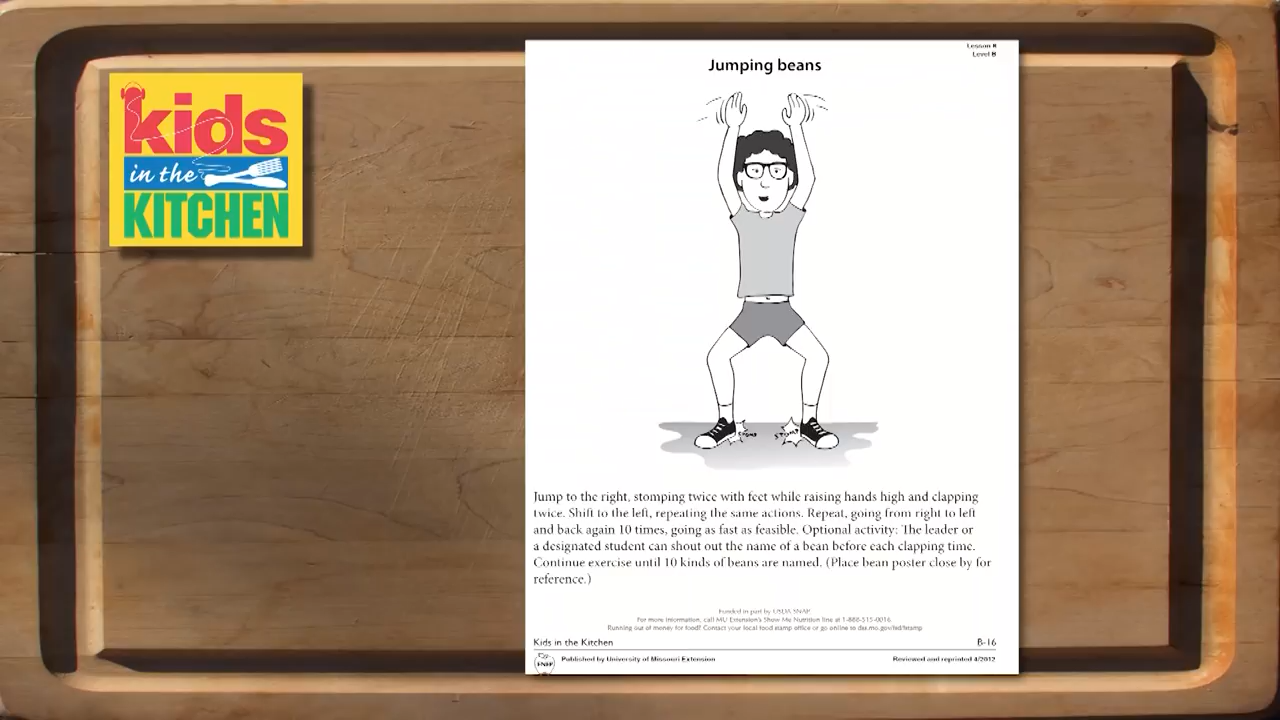 kids
in the
KITCHEN
Lesson 8
Level B
Jumping beans
STOMP
STOMP
Jump to the right, stomping twice with feet while raising hands high and clapping
twice. Shift to the left, repeating the same actions. Repeat, going from right to left
and back again 10 times, going as fast as feasible. Optional activity: The leader or
a designated student can shout out the name of a bean before each clapping time.
Continue exercise until 10 kinds of beans are named. (Place bean poster close by for
reference.)
Funded in part by USDA SNAP.
For more information, call MU Extension's Show Me Nutrition line at 1-888-515-0016.
Running out of money for food? Contact your local food stamp office or go online to dss.mo.gov/fsd/fstamp
Kids in the Kitchen
B-16
FNEP
Published by University of Missouri Extension
Reviewed and reprinted 4/2012